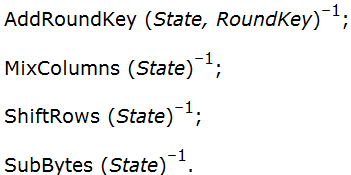 AddRoundKey (State, RoundKey)⁻¹;
MixColumns (State)⁻¹;
ShiftRows (State)⁻¹;
SubBytes (State)⁻¹.